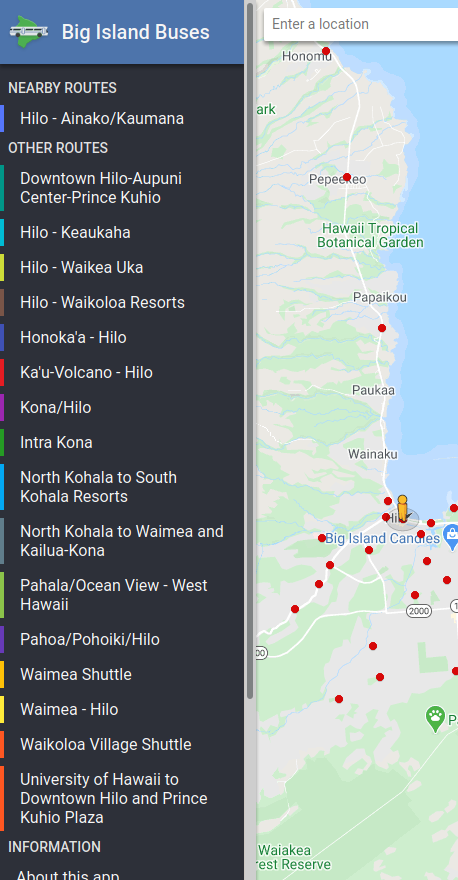 Big Island Buses
NEARBY ROUTES
Hilo - Ainako/Kaumana
OTHER ROUTES
Downtown Hilo-Aupuni
Center-Prince Kuhio
Hilo - Keaukaha
Hilo - Waikea Uka
Hilo - Waikoloa Resorts
Honoka'a - Hilo
Ka'u-Volcano - Hilo
Kona/Hilo
Intra Kona
North Kohala to South
Kohala Resorts
North Kohala to Waimea and
Kailua-Kona
Pahala/Ocean View - West
Hawaii
Pahoa/Pohoiki/Hilo
Waimea Shuttle
Waimea - Hilo
Waikoloa Village Shuttle
University of Hawaii to
Downtown Hilo and Prince
Kuhio Plaza
INFORMATION
About this app
Enter a location
Honomu
ark
Pepeekeo
Hawaii Tropical
Botanical Garden
Papaikou
Paukaa
Wainaku
Hilo
Big Island Candies
2000
00
1
P
Waiakea
rest Reserve